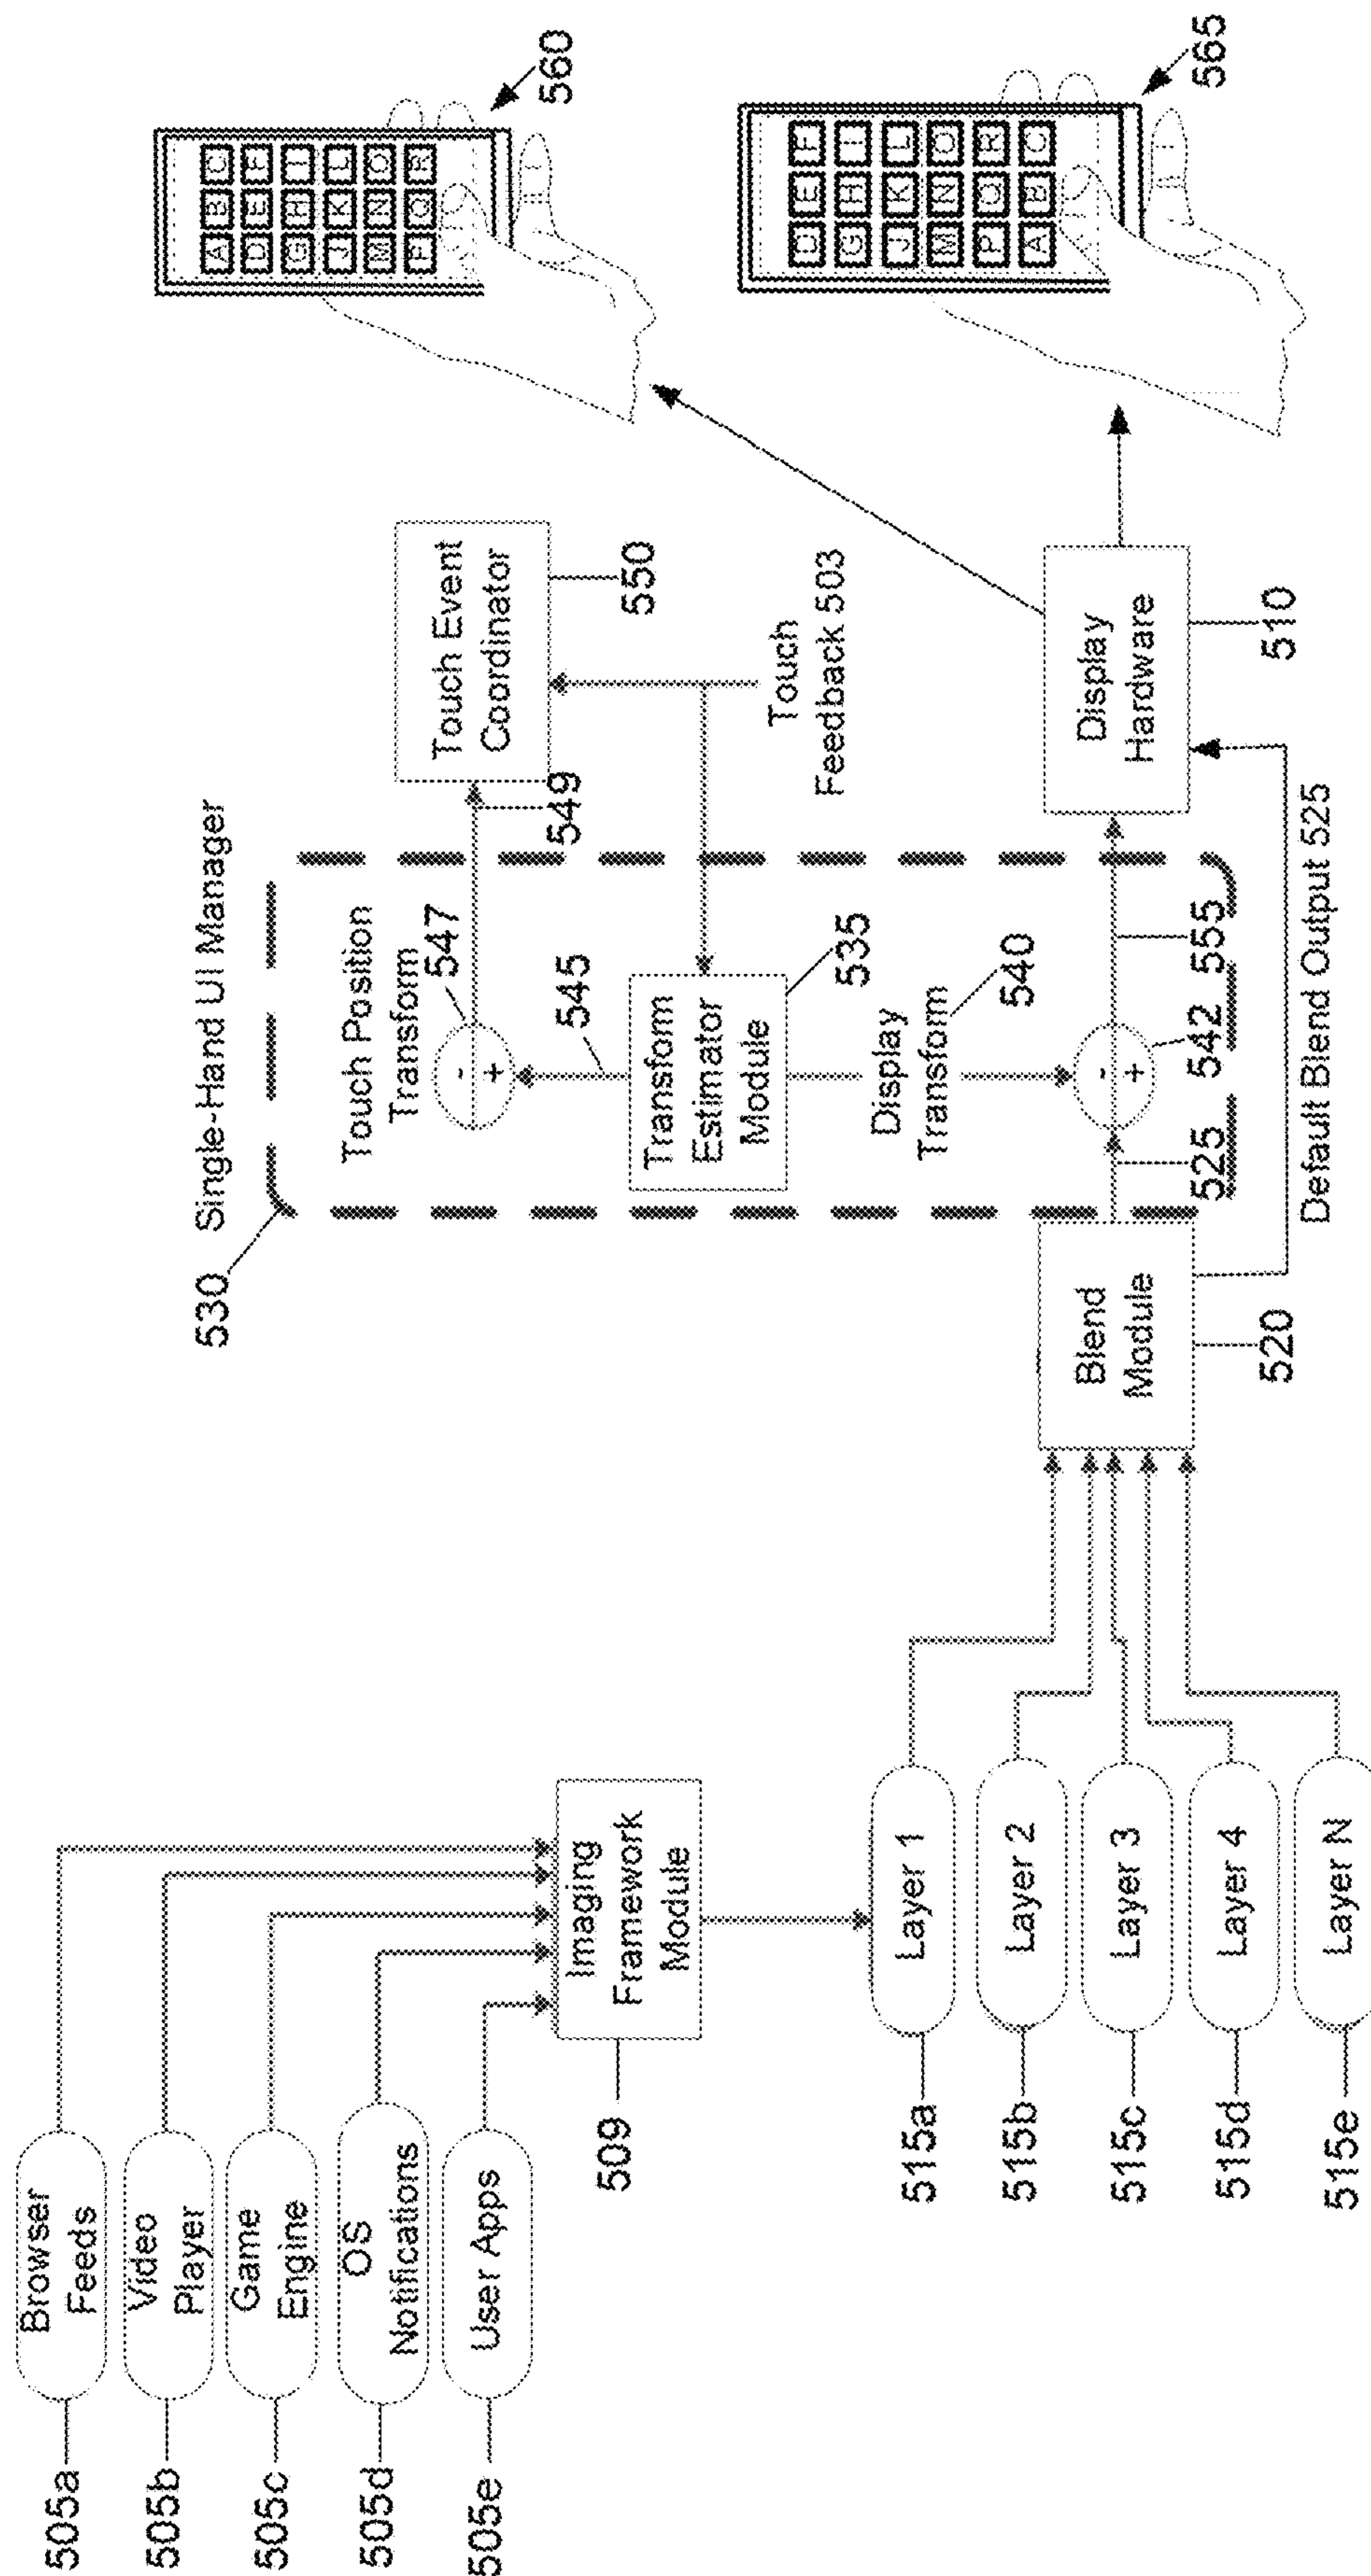 505a
Browser
Feeds
505b
Video
Player
505c
Game
Engine
505d
OS
Notifications
505e
User Apps
509
Imaging
Framework
Module
515a
Layer 1
515b
Layer 2
515c
Layer 3
515d
Layer 4
515e
Layer N
530
Single-Hand UI Manager
Touch Position
Transform
547
549
Touch Event
Coordinator
550
545
Transform
Estimator
Module
535
Touch
Feedback 503
Display
Transform
540
Blend
Module
520
525
-
+
542
555
-
+
Display
Hardware
510
Default Blend Output 525
A B C
D E F
G H I
J K L
M N O
P Q R
560
D E F
G H I
J K L
M N O
P Q R
A B C
565